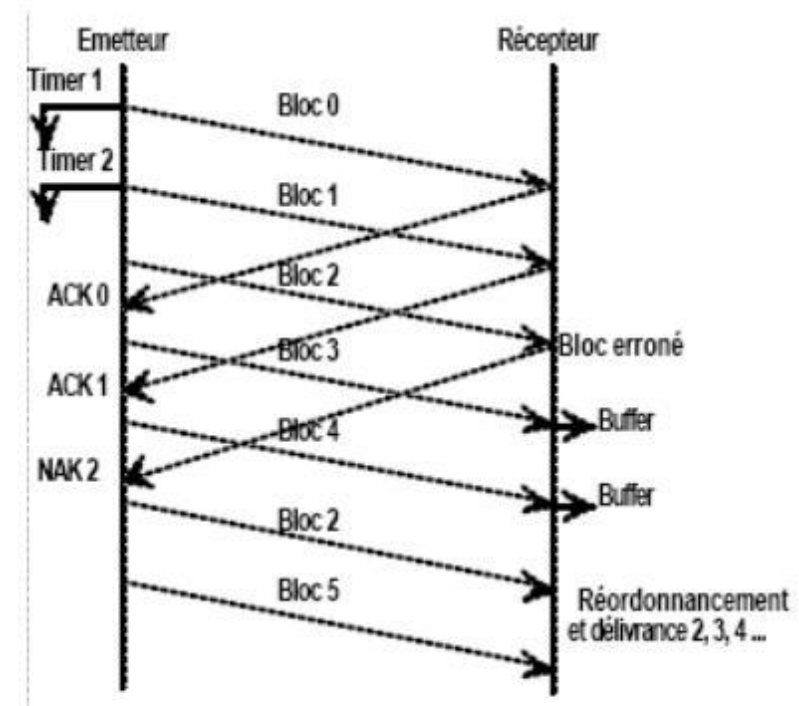 Emetteur
Récepteur
Timer 1
Bloc 0
Timer 2
Bloc 1
Bloc 2
ACK 0
Bloc 3
Bloc erroné
ACK 1
Buffer
Bloc 4
NAK 2
Buffer
Bloc 2
Bloc 5
Réordonnancement
et délivrance 2, 3, 4 ...